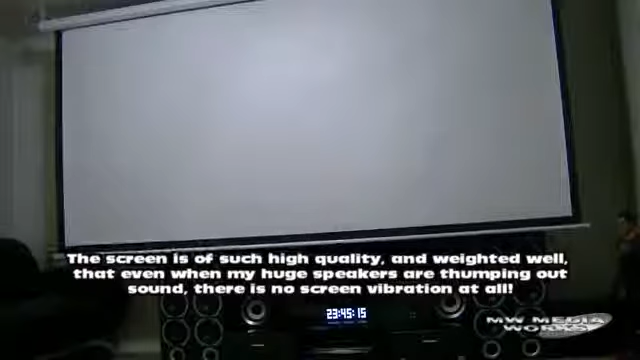 The screen is of such high quality, and weighted well,
that even when my huge speakers are thumping out
sound, there is no screen vibration at all!
23:45:15
MW MEDIA
WORKS